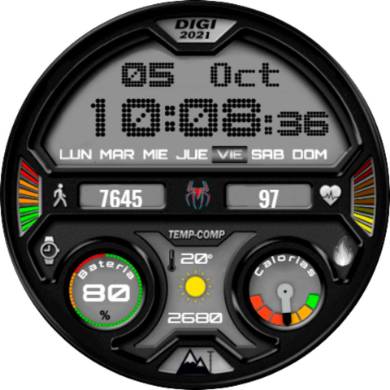 DIGI
2021
05 Oct
10:08:36
LUN MAR MIE JUE VIE SAB DOM
7645 97
TEMP-COMP
20°
Bateria
80
%
Calorias
2680